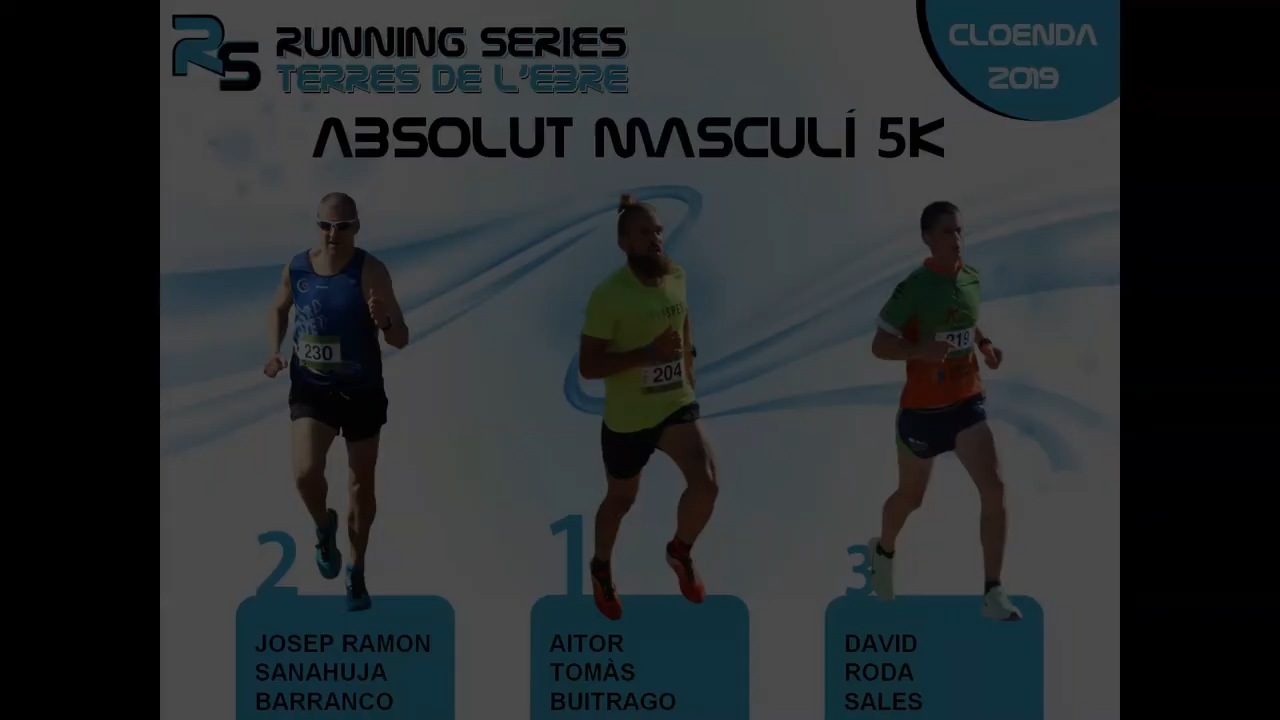 RS RUNNING SERIES
TERRES DE L'EBRE
CLOENDA
2019
ABSOLUT MASCULÍ 5K
230
204
219
2
1
3
JOSEP RAMON
SANAHUJA
BARRANCO
AITOR
TOMÀS
BUITRAGO
DAVID
RODA
SALES